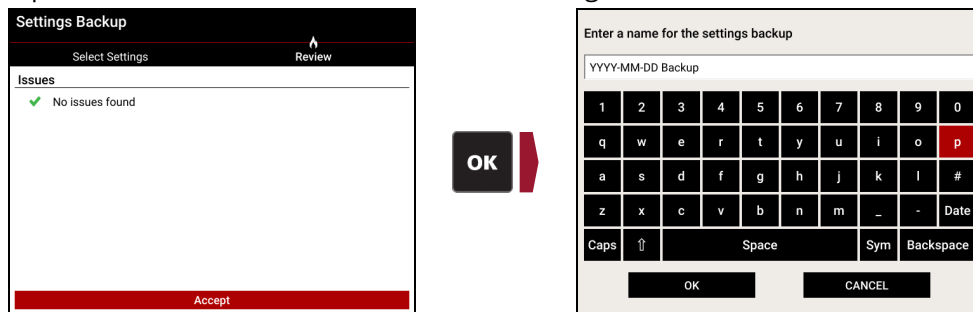 Settings Backup
Select Settings
Review
Issues
No issues found
Accept
OK
Enter a name for the settings backup
YYYY-MM-DD Backup
1 2 3 4 5 6 7 8 9 0
q w e r t y u i o p
a s d f g h j k l #
z x c v b n m _ - Date
Caps ⇧ Space Sym Backspace
OK CANCEL